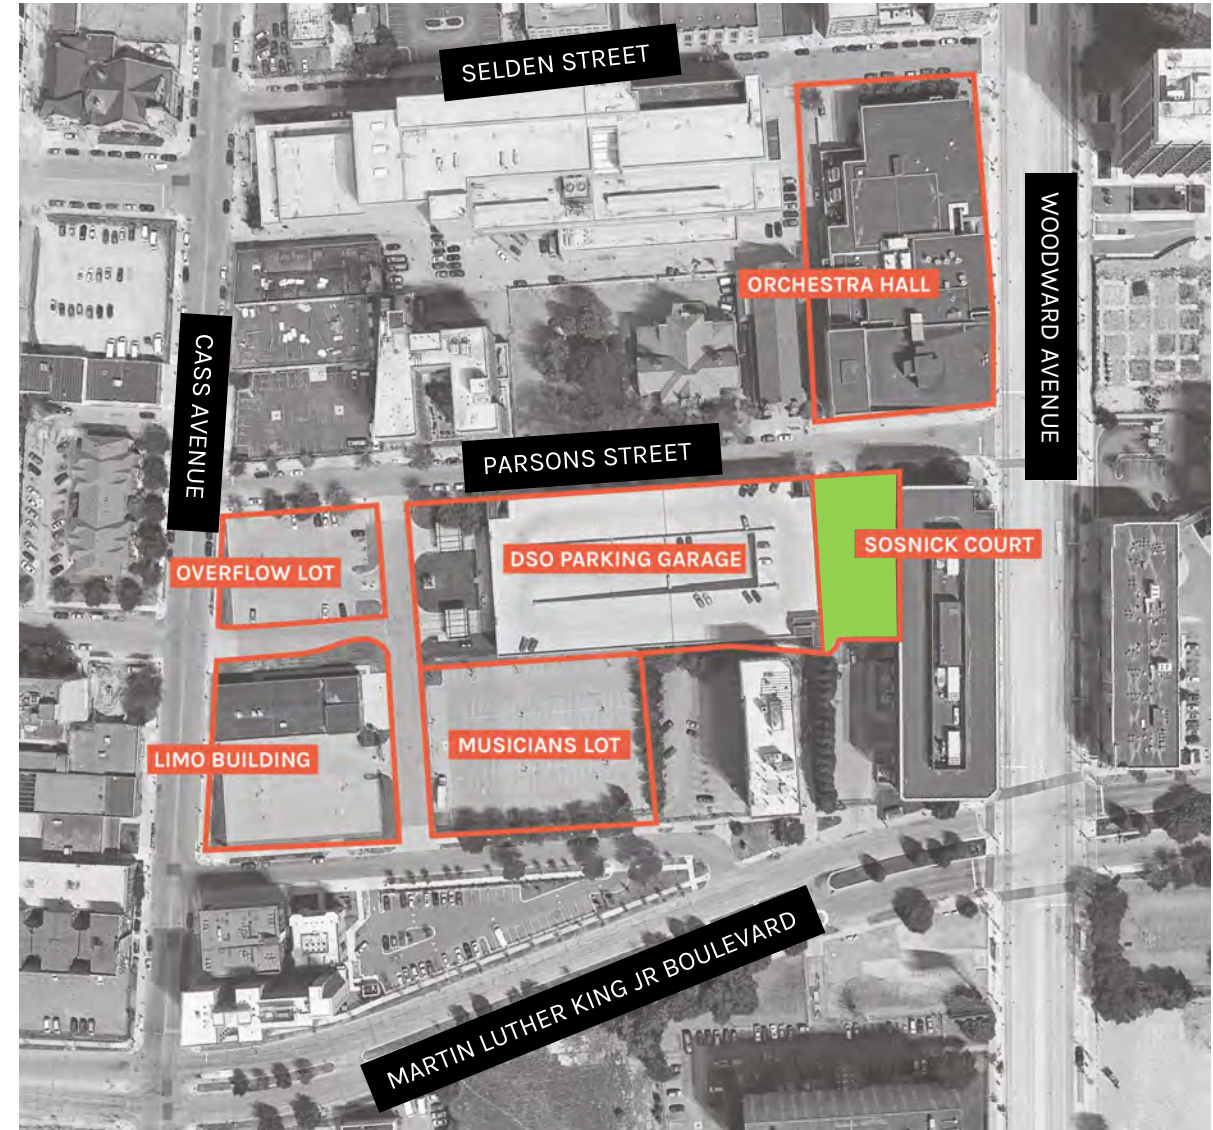 SELDEN STREET
WOODWARD AVENUE
ORCHESTRA HALL
CASS AVENUE
PARSONS STREET
SOSNICK COURT
DSO PARKING GARAGE
OVERFLOW LOT
MUSICIANS LOT
LIMO BUILDING
MARTIN LUTHER KING JR BOULEVARD